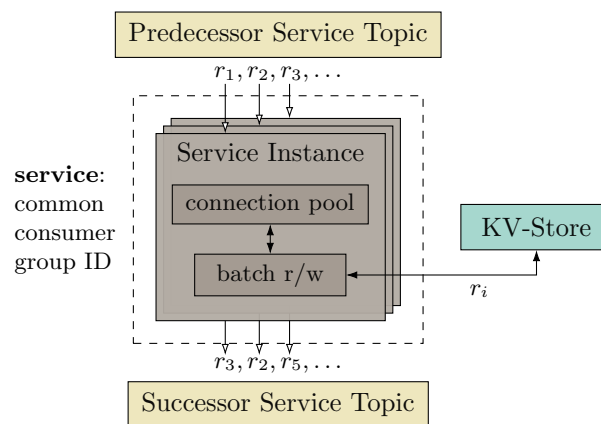 Predecessor Service Topic
r1, r2, r3, . . .
Service Instance
service:
common
consumer
group ID
connection pool
batch r/w
KV-Store
ri
r3, r2, r5, . . .
Successor Service Topic